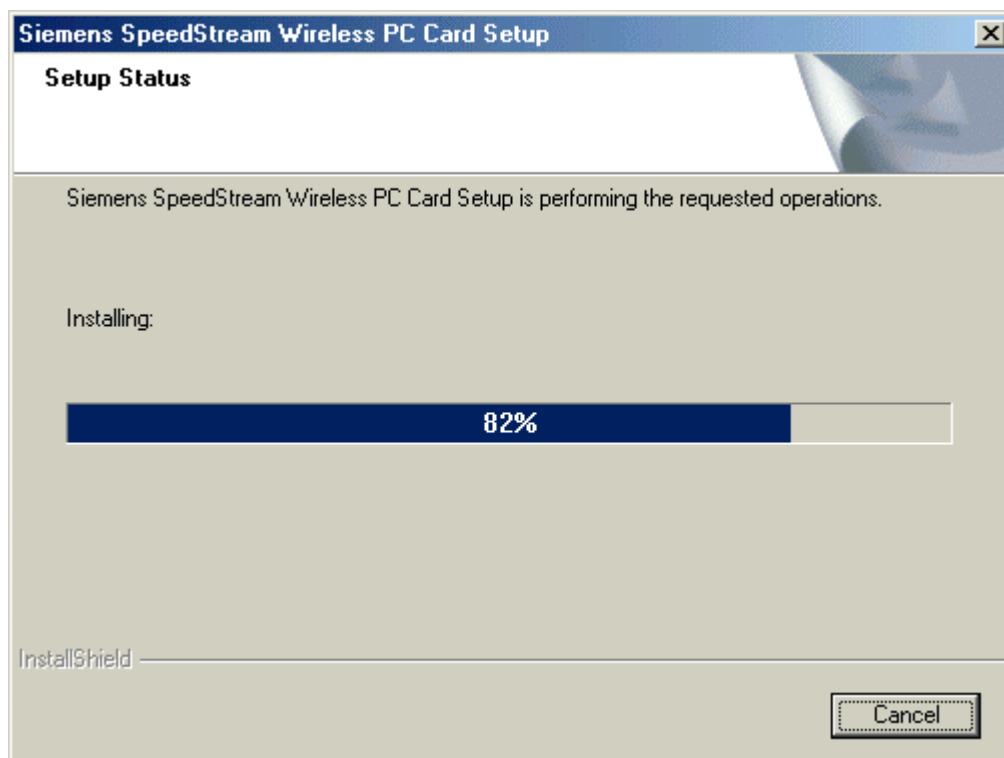 Siemens SpeedStream Wireless PC Card Setup
Setup Status
Siemens SpeedStream Wireless PC Card Setup is performing the requested operations.
Installing:
82%
InstallShield
Cancel